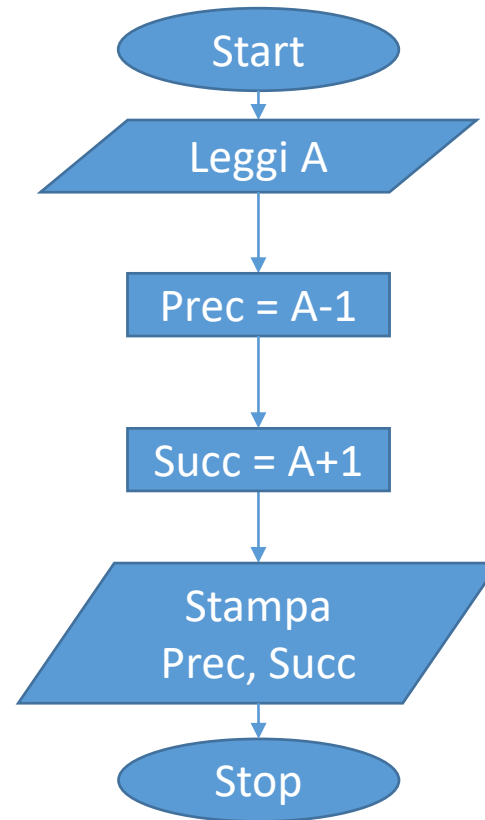 Start
Leggi A
Prec = A-1
Succ = A+1
Stampa
Prec, Succ
Stop